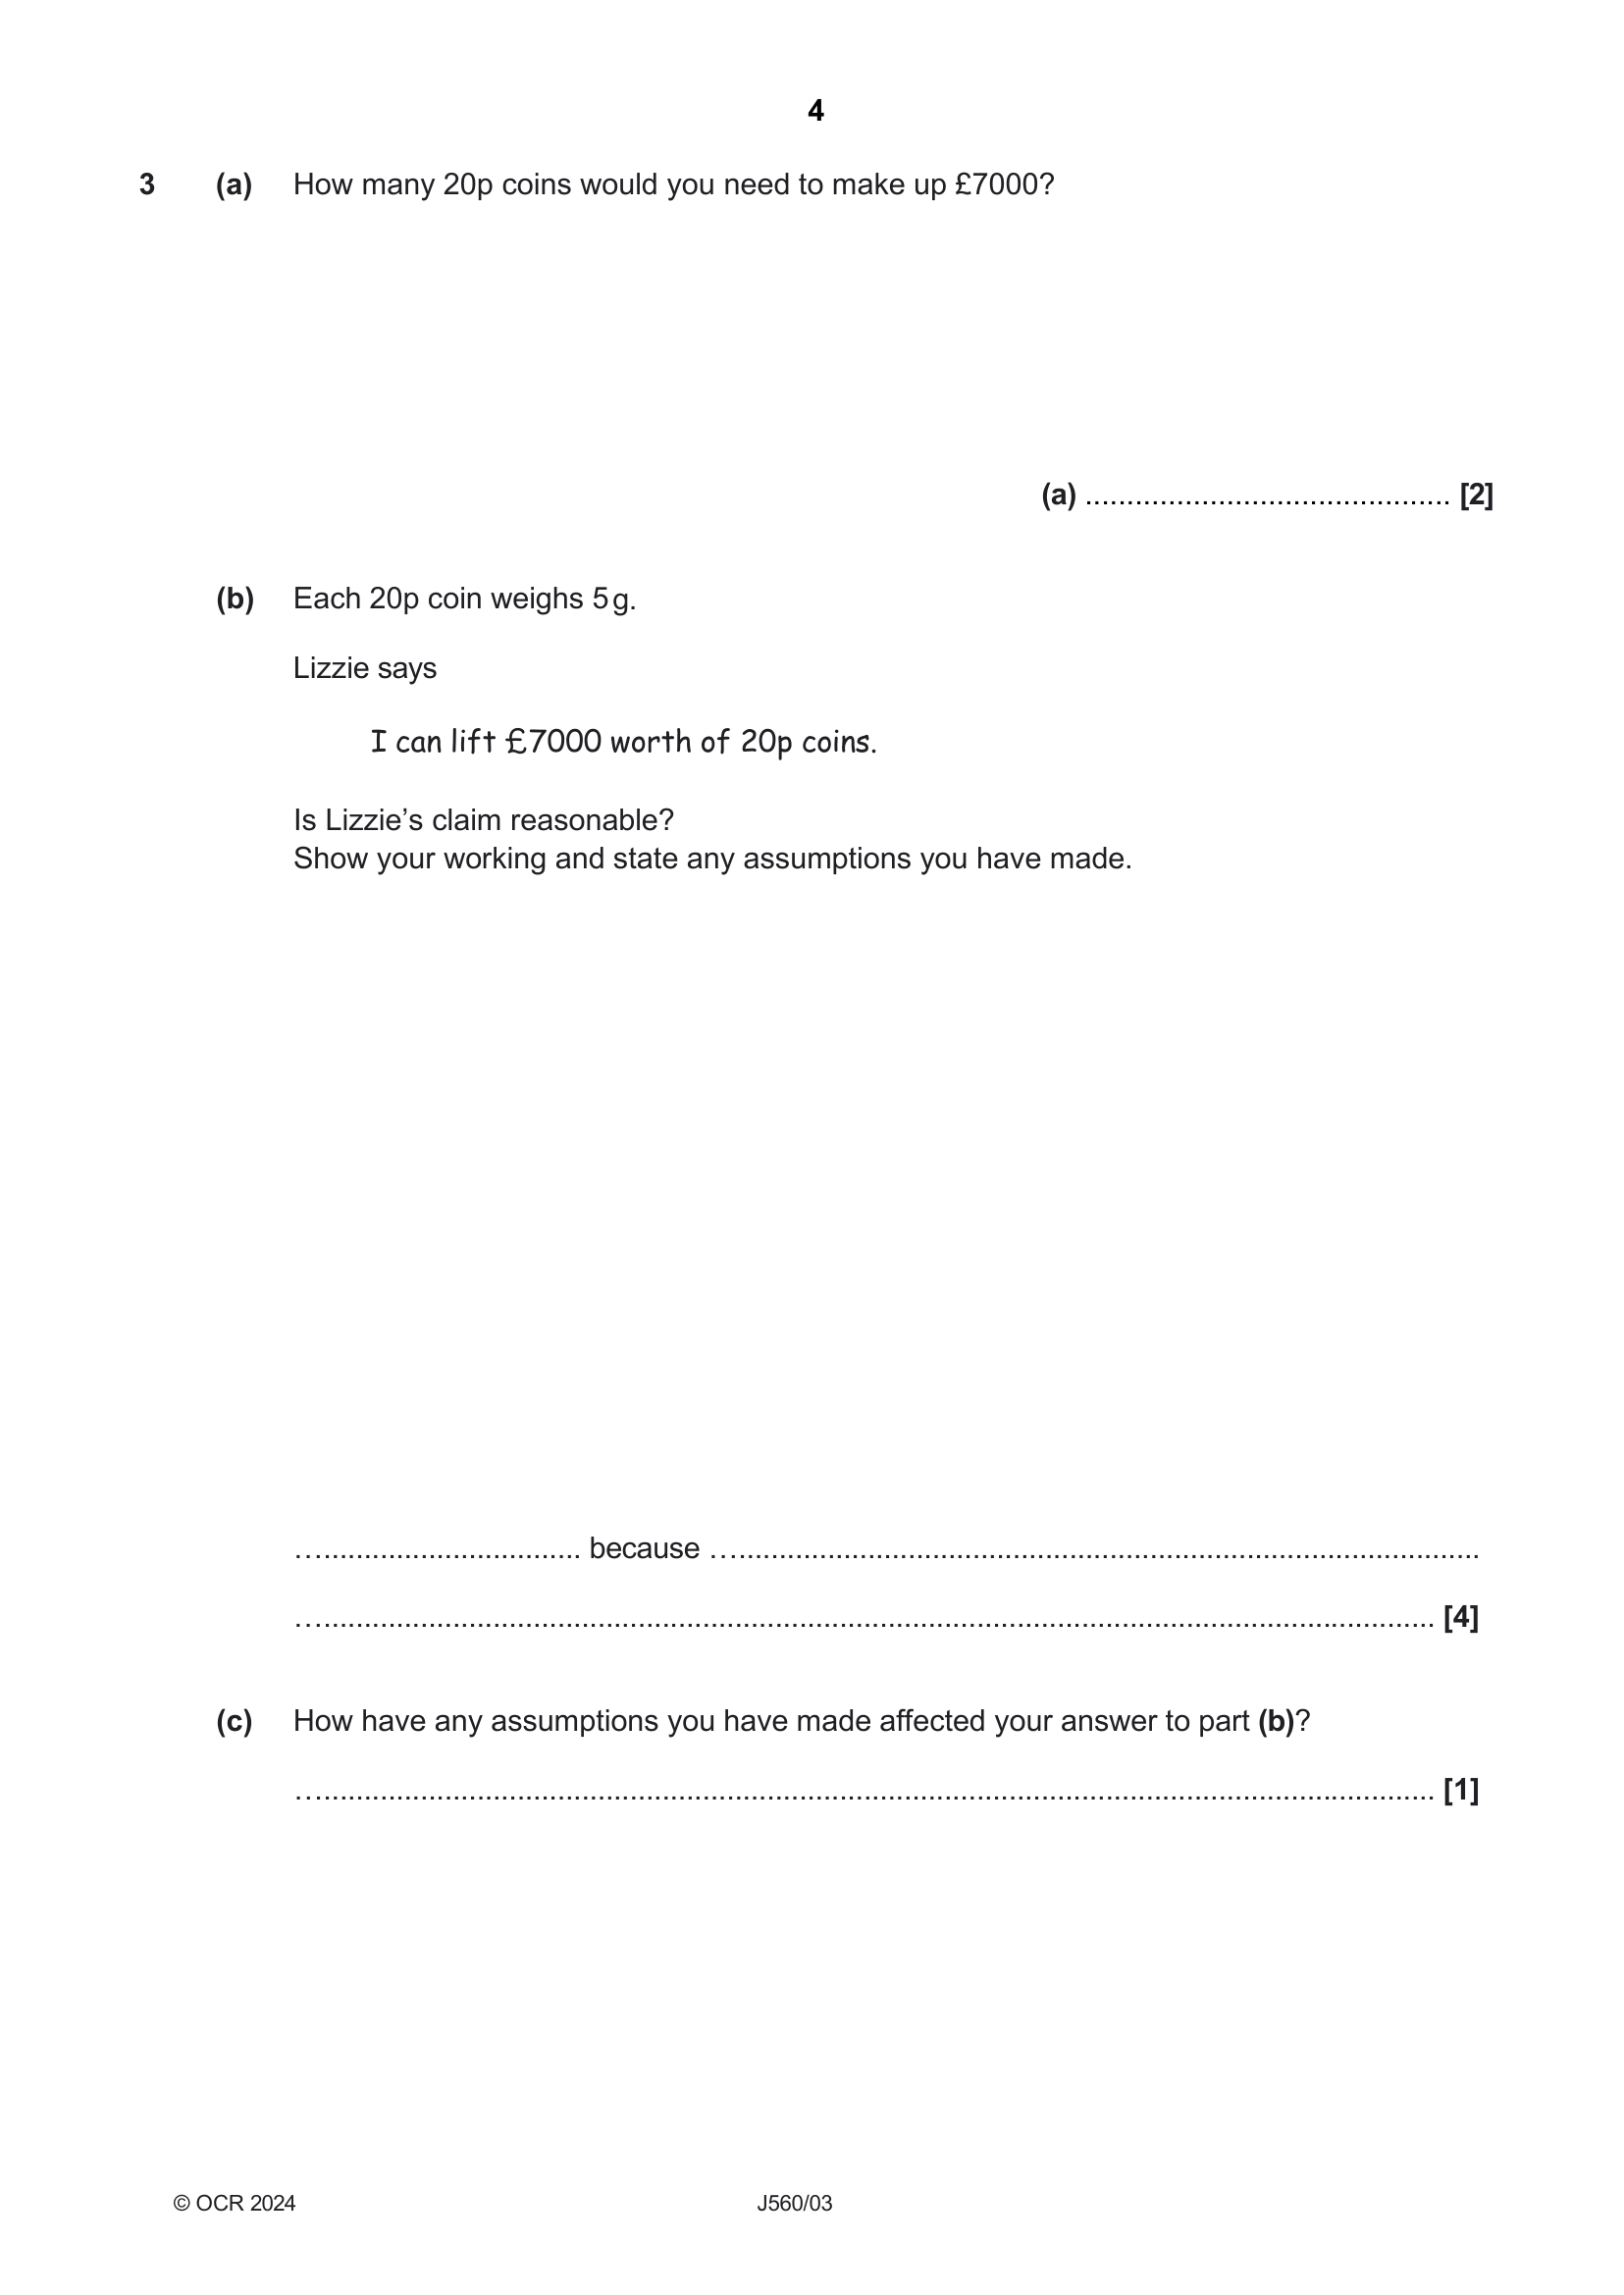 4
3 (a) How many 20p coins would you need to make up £7000?
(a) ............................................ [2]
(b) Each 20p coin weighs 5 g.
Lizzie says
I can lift £7000 worth of 20p coins.
Is Lizzie’s claim reasonable?
Show your working and state any assumptions you have made.
.................................. because ..........................................................................................
........................................................................................................................................ [4]
(c) How have any assumptions you have made affected your answer to part (b)?
........................................................................................................................................ [1]
© OCR 2024 J560/03